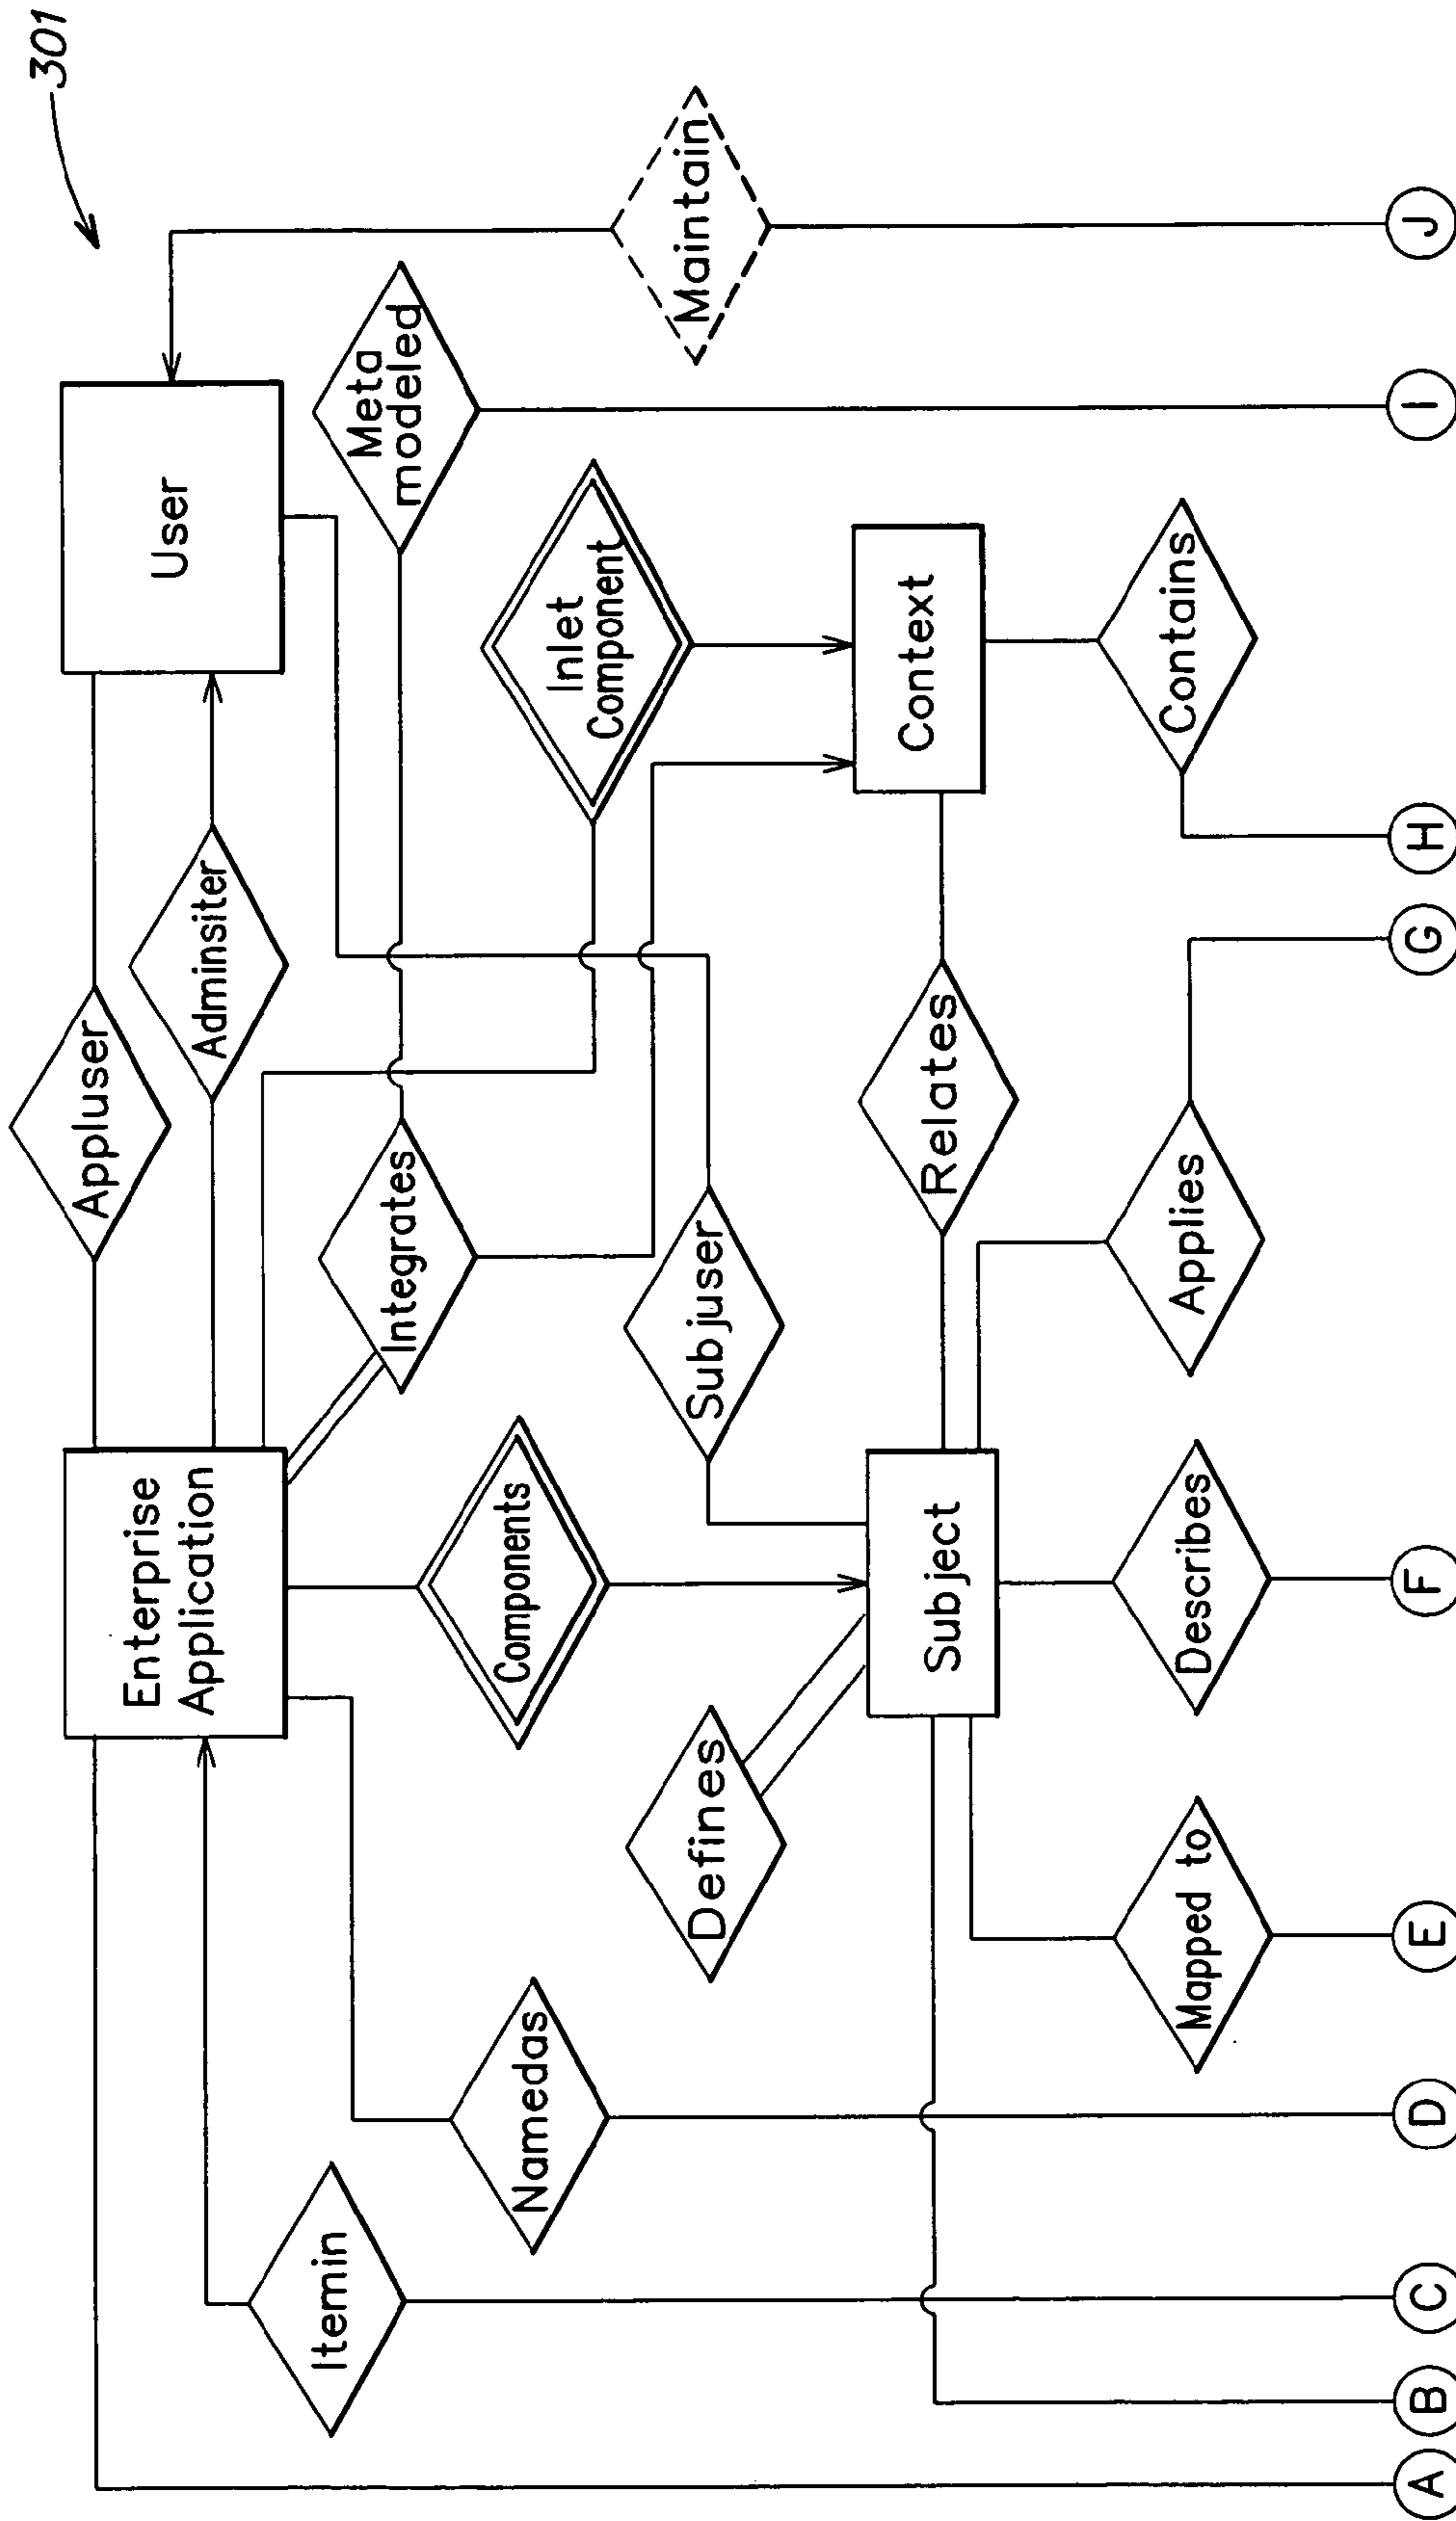 301
Appluser
User
Adminsiter
Enterprise
Application
Itemin
Integrates
Meta
modeled
Namedas
Components
Inlet
Component
Maintain
Defines
Subjuser
Subject
Relates
Context
Mapped to
Describes
Applies
Contains
A
B
C
D
E
F
G
H
I
J